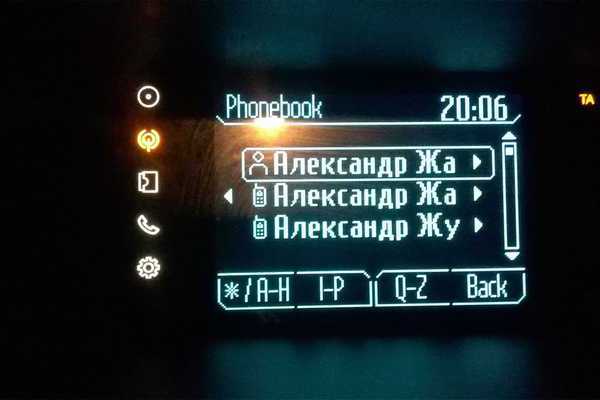 Phonebook 20:06
TA
Александр Жа
Александр Жа
Александр Жу
*/A-H I-P Q-Z Back